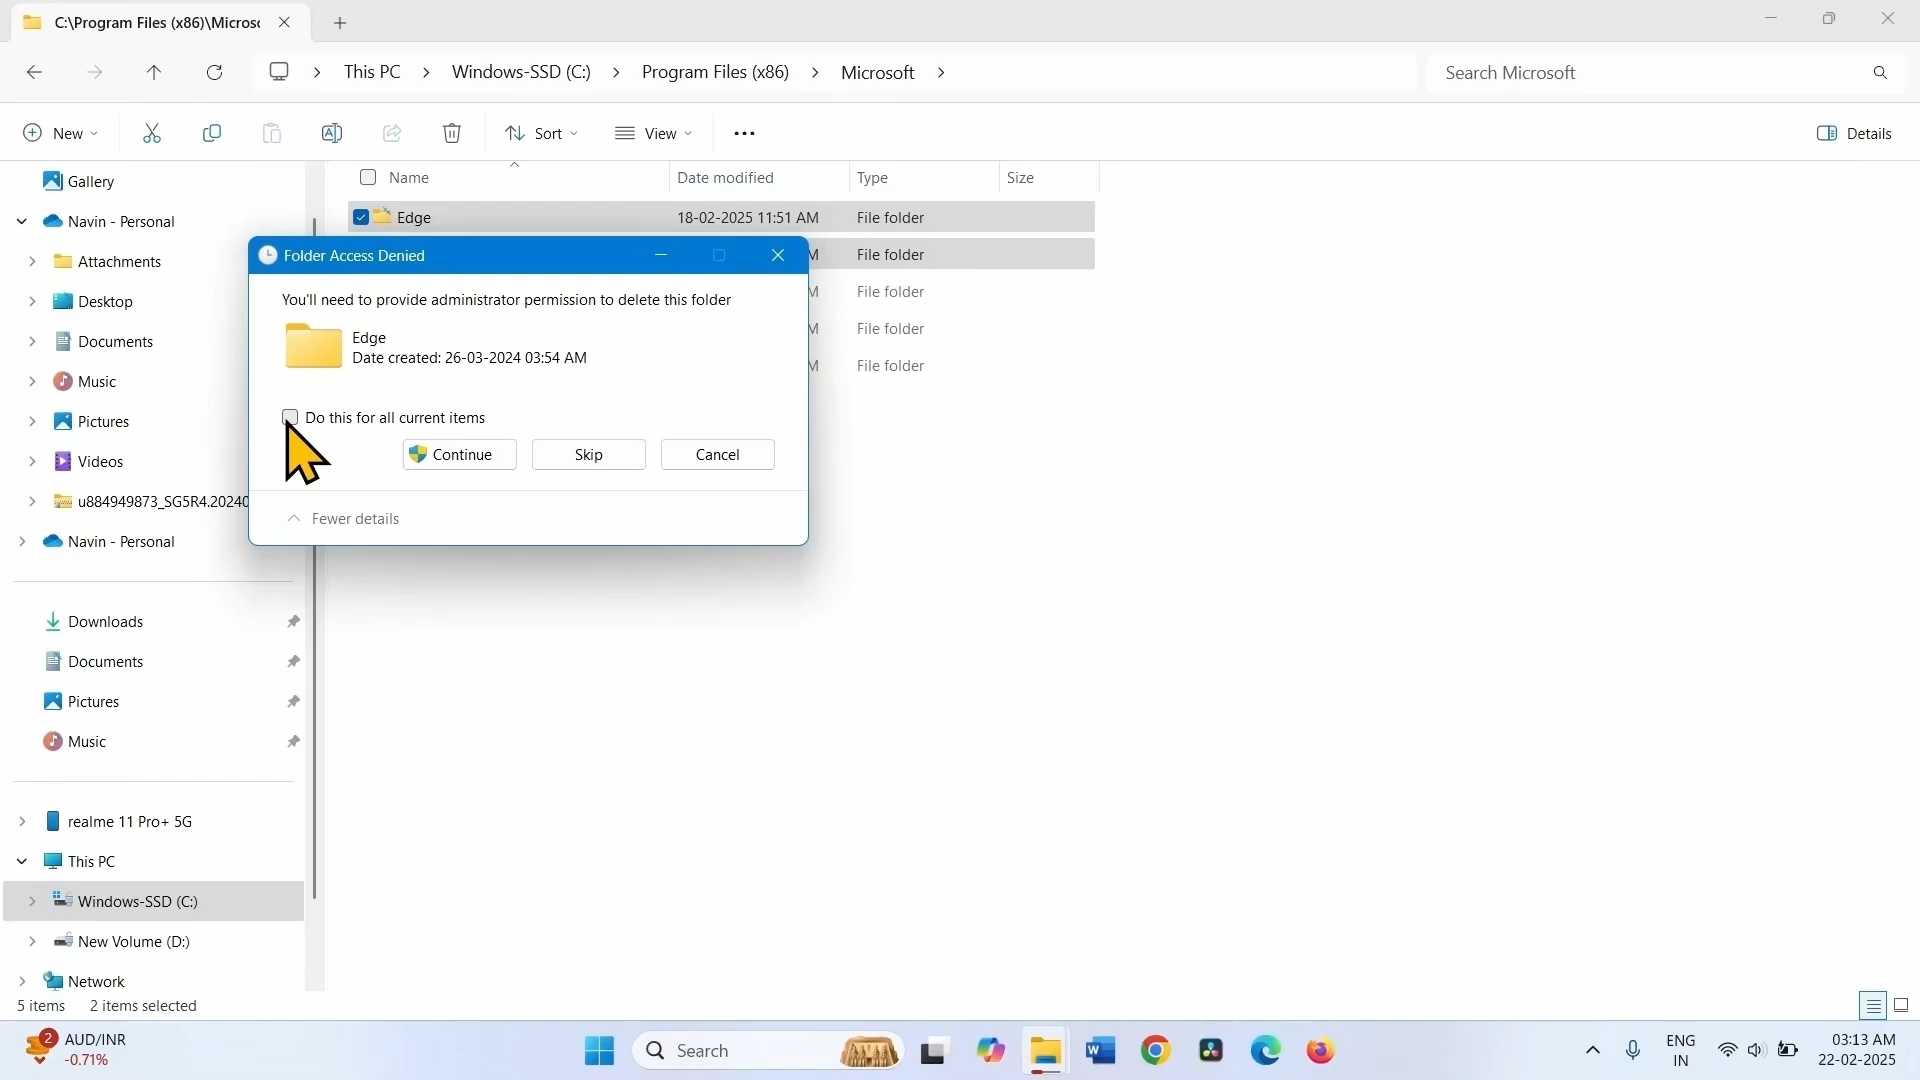 C:\Program Files (x86)\Microsc
This PC
Windows-SSD (C:)
Program Files (x86)
Microsoft
Search Microsoft
New
Sort
View
Details
Gallery
Navin - Personal
Attachments
Desktop
Documents
Music
Pictures
Videos
u884949873_SG5R4.20240
Navin - Personal
Downloads
Documents
Pictures
Music
realme 11 Pro+ 5G
This PC
Windows-SSD (C:)
New Volume (D:)
Network
Name Date modified Type Size
Edge 18-02-2025 11:51 AM File folder
M File folder
M File folder
M File folder
M File folder
Folder Access Denied
You'll need to provide administrator permission to delete this folder
Edge
Date created: 26-03-2024 03:54 AM
Do this for all current items
Continue Skip Cancel
Fewer details
5 items 2 items selected
2
AUD/INR
-0.71%
Search
ENG
IN
03:13 AM
22-02-2025